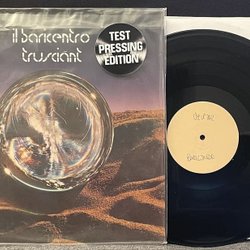 il baricentro
trusciant
TEST
PRESSING
EDITION